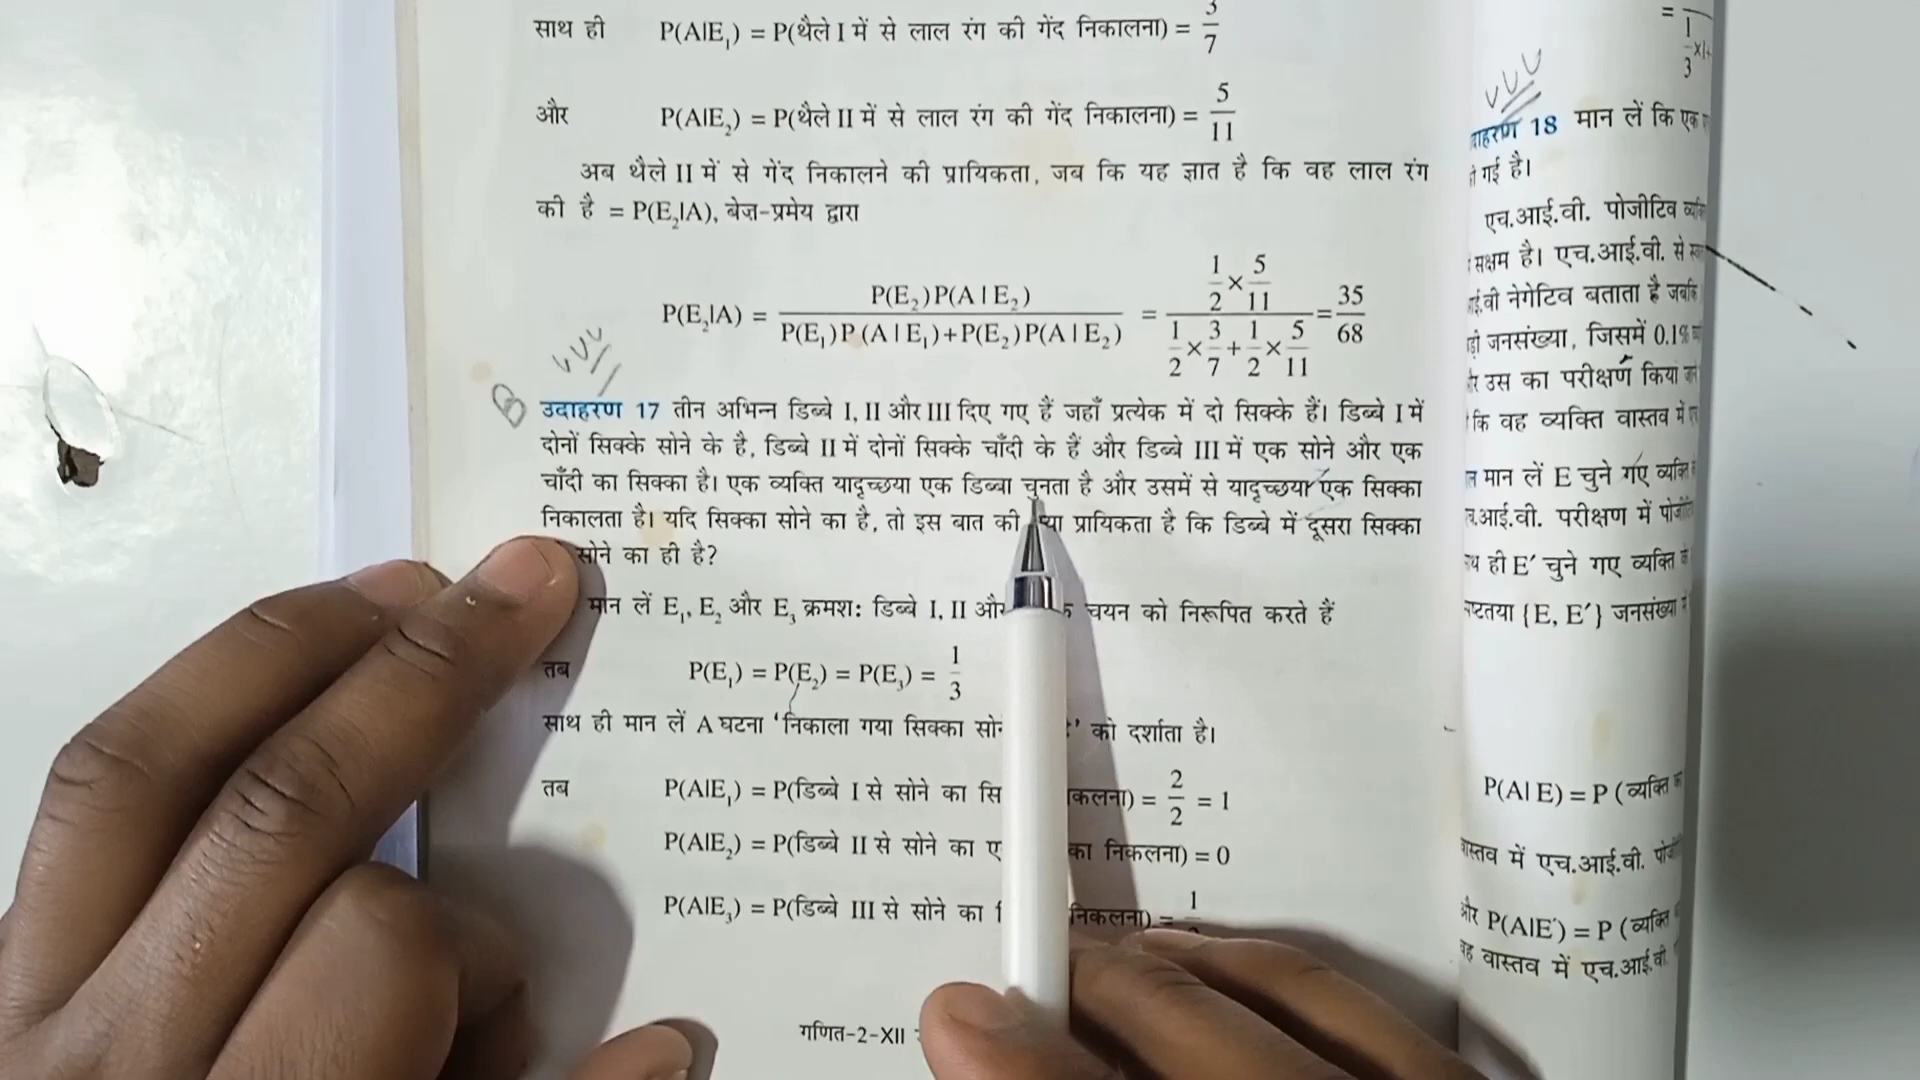 साथ ही P(A|E₁) = P(थैले I में से लाल रंग की गेंद निकालना) = 3/7
और P(A|E₂) = P(थैले II में से लाल रंग की गेंद निकालना) = 5/11
अब थैले II में से गेंद निकालने की प्रायिकता, जब कि यह ज्ञात है कि वह लाल रंग
की है = P(E₂|A), बेज़-प्रमेय द्वारा
P(E₂|A) = P(E₂)P(A|E₂) / P(E₁)P(A|E₁)+P(E₂)P(A|E₂) = (1/2 × 5/11) / (1/2 × 3/7 + 1/2 × 5/11) = 35/68
उदाहरण 17 तीन अभिन्न डिब्बे I, II और III दिए गए हैं जहाँ प्रत्येक में दो सिक्के हैं। डिब्बे I में
दोनों सिक्के सोने के है, डिब्बे II में दोनों सिक्के चाँदी के हैं और डिब्बे III में एक सोने और एक
चाँदी का सिक्का है। एक व्यक्ति यादृच्छया एक डिब्बा चुनता है और उसमें से यादृच्छया एक सिक्का
निकालता है। यदि सिक्का सोने का है, तो इस बात की प्रायिकता है कि डिब्बे में दूसरा सिक्का
सोने का ही है?
मान लें E₁, E₂ और E₃ क्रमश: डिब्बे I, II चयन को निरूपित करते हैं
तब P(E₁) = P(E₂) = P(E₃) = 1/3
साथ ही मान लें A घटना ‘निकाला गया सिक्का ’ को दर्शाता है।
तब P(A|E₁) = P(डिब्बे I से सोने का = 2/2 = 1
P(A|E₂) = P(डिब्बे II से सोने का निकलना) = 0
P(A|E₃) = P(डिब्बे III से सोने का निकलना) =
गणित-2-XII
= 1/3 ×1+
उदाहरण 18 मान लें कि एक
गई है।
एच.आई.वी. पोजीटिव
सक्षम है। एच.आई.वी. से
नेगेटिव बताता है जबकि
जनसंख्या, जिसमें 0.1%
उस का परीक्षण किया
कि वह व्यक्ति वास्तव में
मान लें E चुने गए व्यक्ति
परीक्षण में
ही E′ चुने गए व्यक्ति
{E, E′} जनसंख्या
P(A|E) = P (व्यक्ति
में एच.आई.वी.
और P(A|E′) = P (व्यक्ति
वह वास्तव में एच.आई.वी.